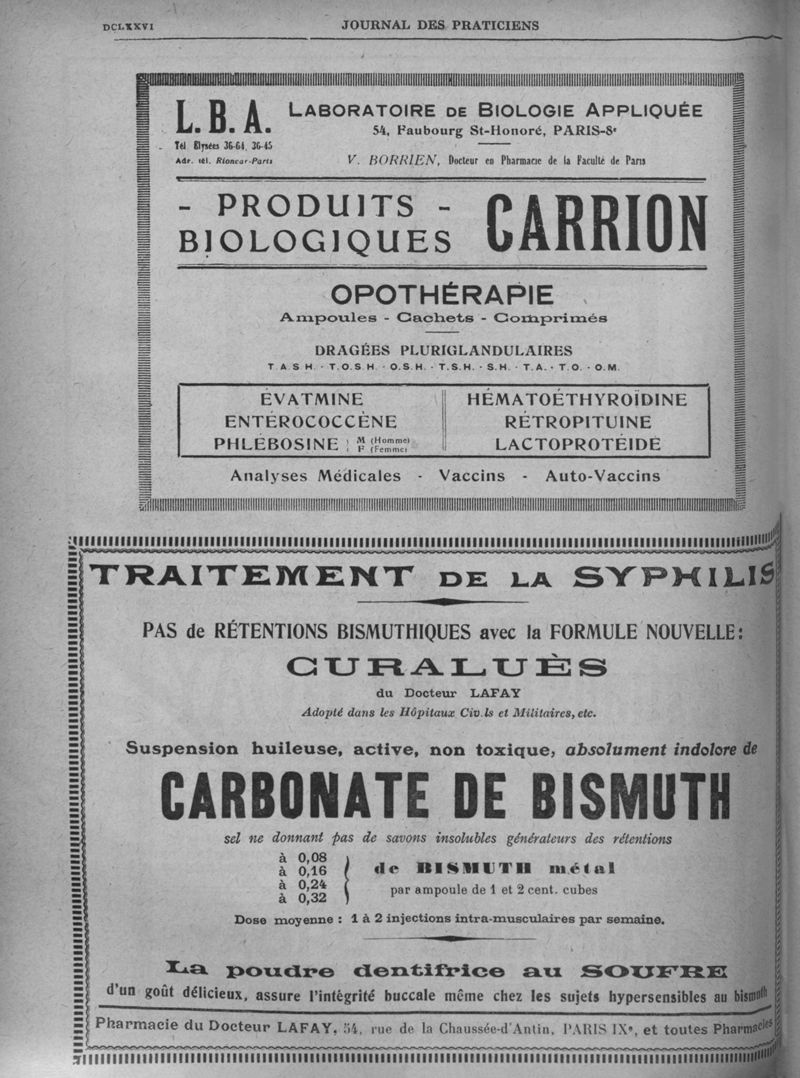 DCLXXVI
JOURNAL DES PRATICIENS
L.B.A.
LABORATOIRE DE BIOLOGIE APPLIQUÉE
54, Faubourg St-Honoré, PARIS-8e
Tél. Elysées 36-64, 36-45
Adr. tél. Rioncar-Paris
V. BORRIEN, Docteur en Pharmacie de la Faculté de Paris
- PRODUITS -
BIOLOGIQUES
CARRION
OPOTHÉRAPIE
Ampoules - Cachets - Comprimés
DRAGÉES PLURIGLANDULAIRES
T.A.S.H. - T.O.S.H. - O.S.H. - T.S.H. - S.H. - T.A. - T.O. - O.M.
ÉVATMINE
ENTÉROCOCCÈNE
PHLÉBOSINE { M (Homme)
F (Femme)
HÉMATOÉTHYROÏDINE
RÉTROPITUINE
LACTOPROTÉIDE
Analyses Médicales - Vaccins - Auto-Vaccins
TRAITEMENT DE LA SYPHILIS
PAS de RÉTENTIONS BISMUTHIQUES avec la FORMULE NOUVELLE:
CURALUÈS
du Docteur LAFAY
Adopté dans les Hôpitaux Civ.ls et Militaires, etc.
Suspension huileuse, active, non toxique, absolument indolore de
CARBONATE DE BISMUTH
sel ne donnant pas de savons insolubles générateurs des rétentions
à 0,08
à 0,16
à 0,24
à 0,32
de BISMUTH métal
par ampoule de 1 et 2 cent. cubes
Dose moyenne : 1 à 2 injections intra-musculaires par semaine.
La poudre dentifrice au SOUFRE
d'un goût délicieux, assure l'intégrité buccale même chez les sujets hypersensibles au bismuth
Pharmacie du Docteur LAFAY, 54, rue de la Chaussée-d'Antin, PARIS IXe, et toutes Pharmacies